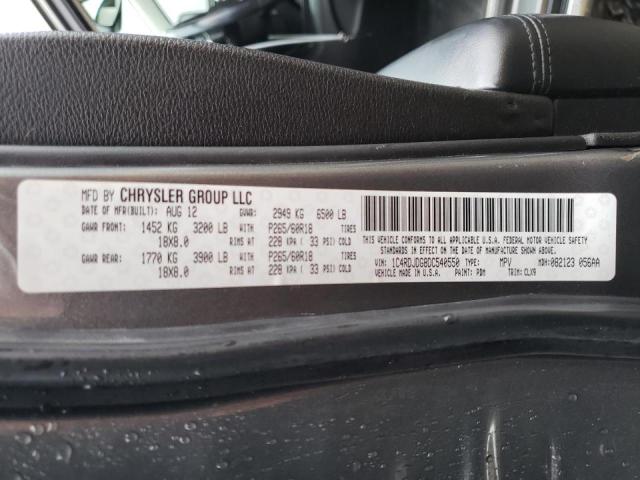 MFD BY CHRYSLER GROUP LLC
DATE OF MFR(BUILT): AUG 12 GVWR: 2949 KG 6500 LB
GAWR FRONT: 1452 KG 3200 LB P265/60R18 TIRES
18X8.0 RIMS AT 228 KPA ( 33 PSI) COLD
GAWR REAR: 1770 KG 3900 LB P265/60R18 TIRES
18X8.0 RIMS AT 228 KPA ( 33 PSI) COLD
THIS VEHICLE CONFORMS TO ALL APPLICABLE U.S.A. FEDERAL MOTOR VEHICLE SAFETY
STANDARDS IN EFFECT ON THE DATE OF MANUFACTURE SHOWN ABOVE.
VIN: 1C4RDJDG8DC540550 TYPE: MPV MDH:082123 056AA
VEHICLE MADE IN U.S.A. PAINT: PDM TRIM: CLX9